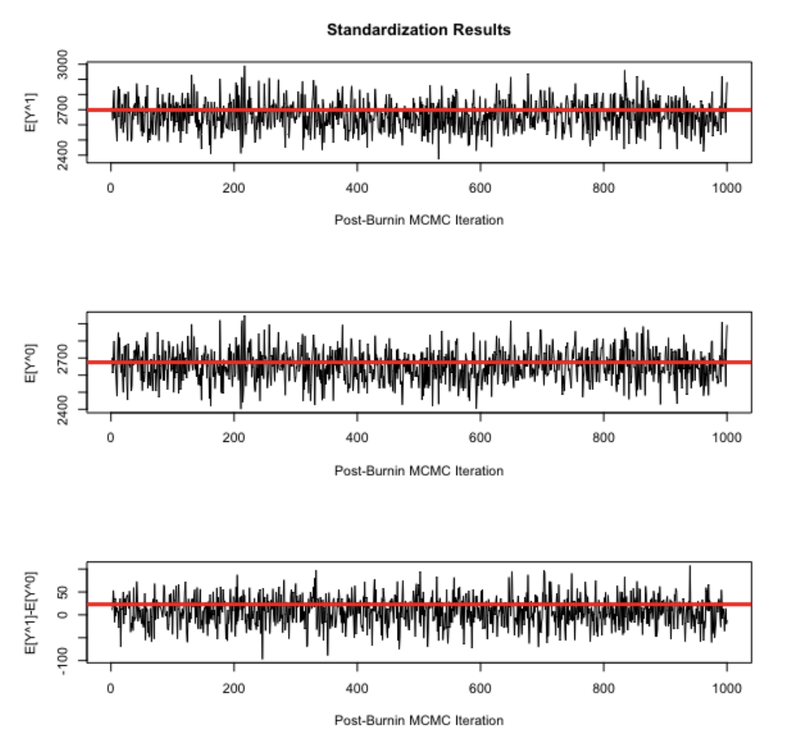 Standardization Results
E[Y^1]
3000
2700
2400
0 200 400 600 800 1000
Post-Burnin MCMC Iteration
E[Y^0]
2700
2400
0 200 400 600 800 1000
Post-Burnin MCMC Iteration
E[Y^1]-E[Y^0]
50
0
-100
0 200 400 600 800 1000
Post-Burnin MCMC Iteration